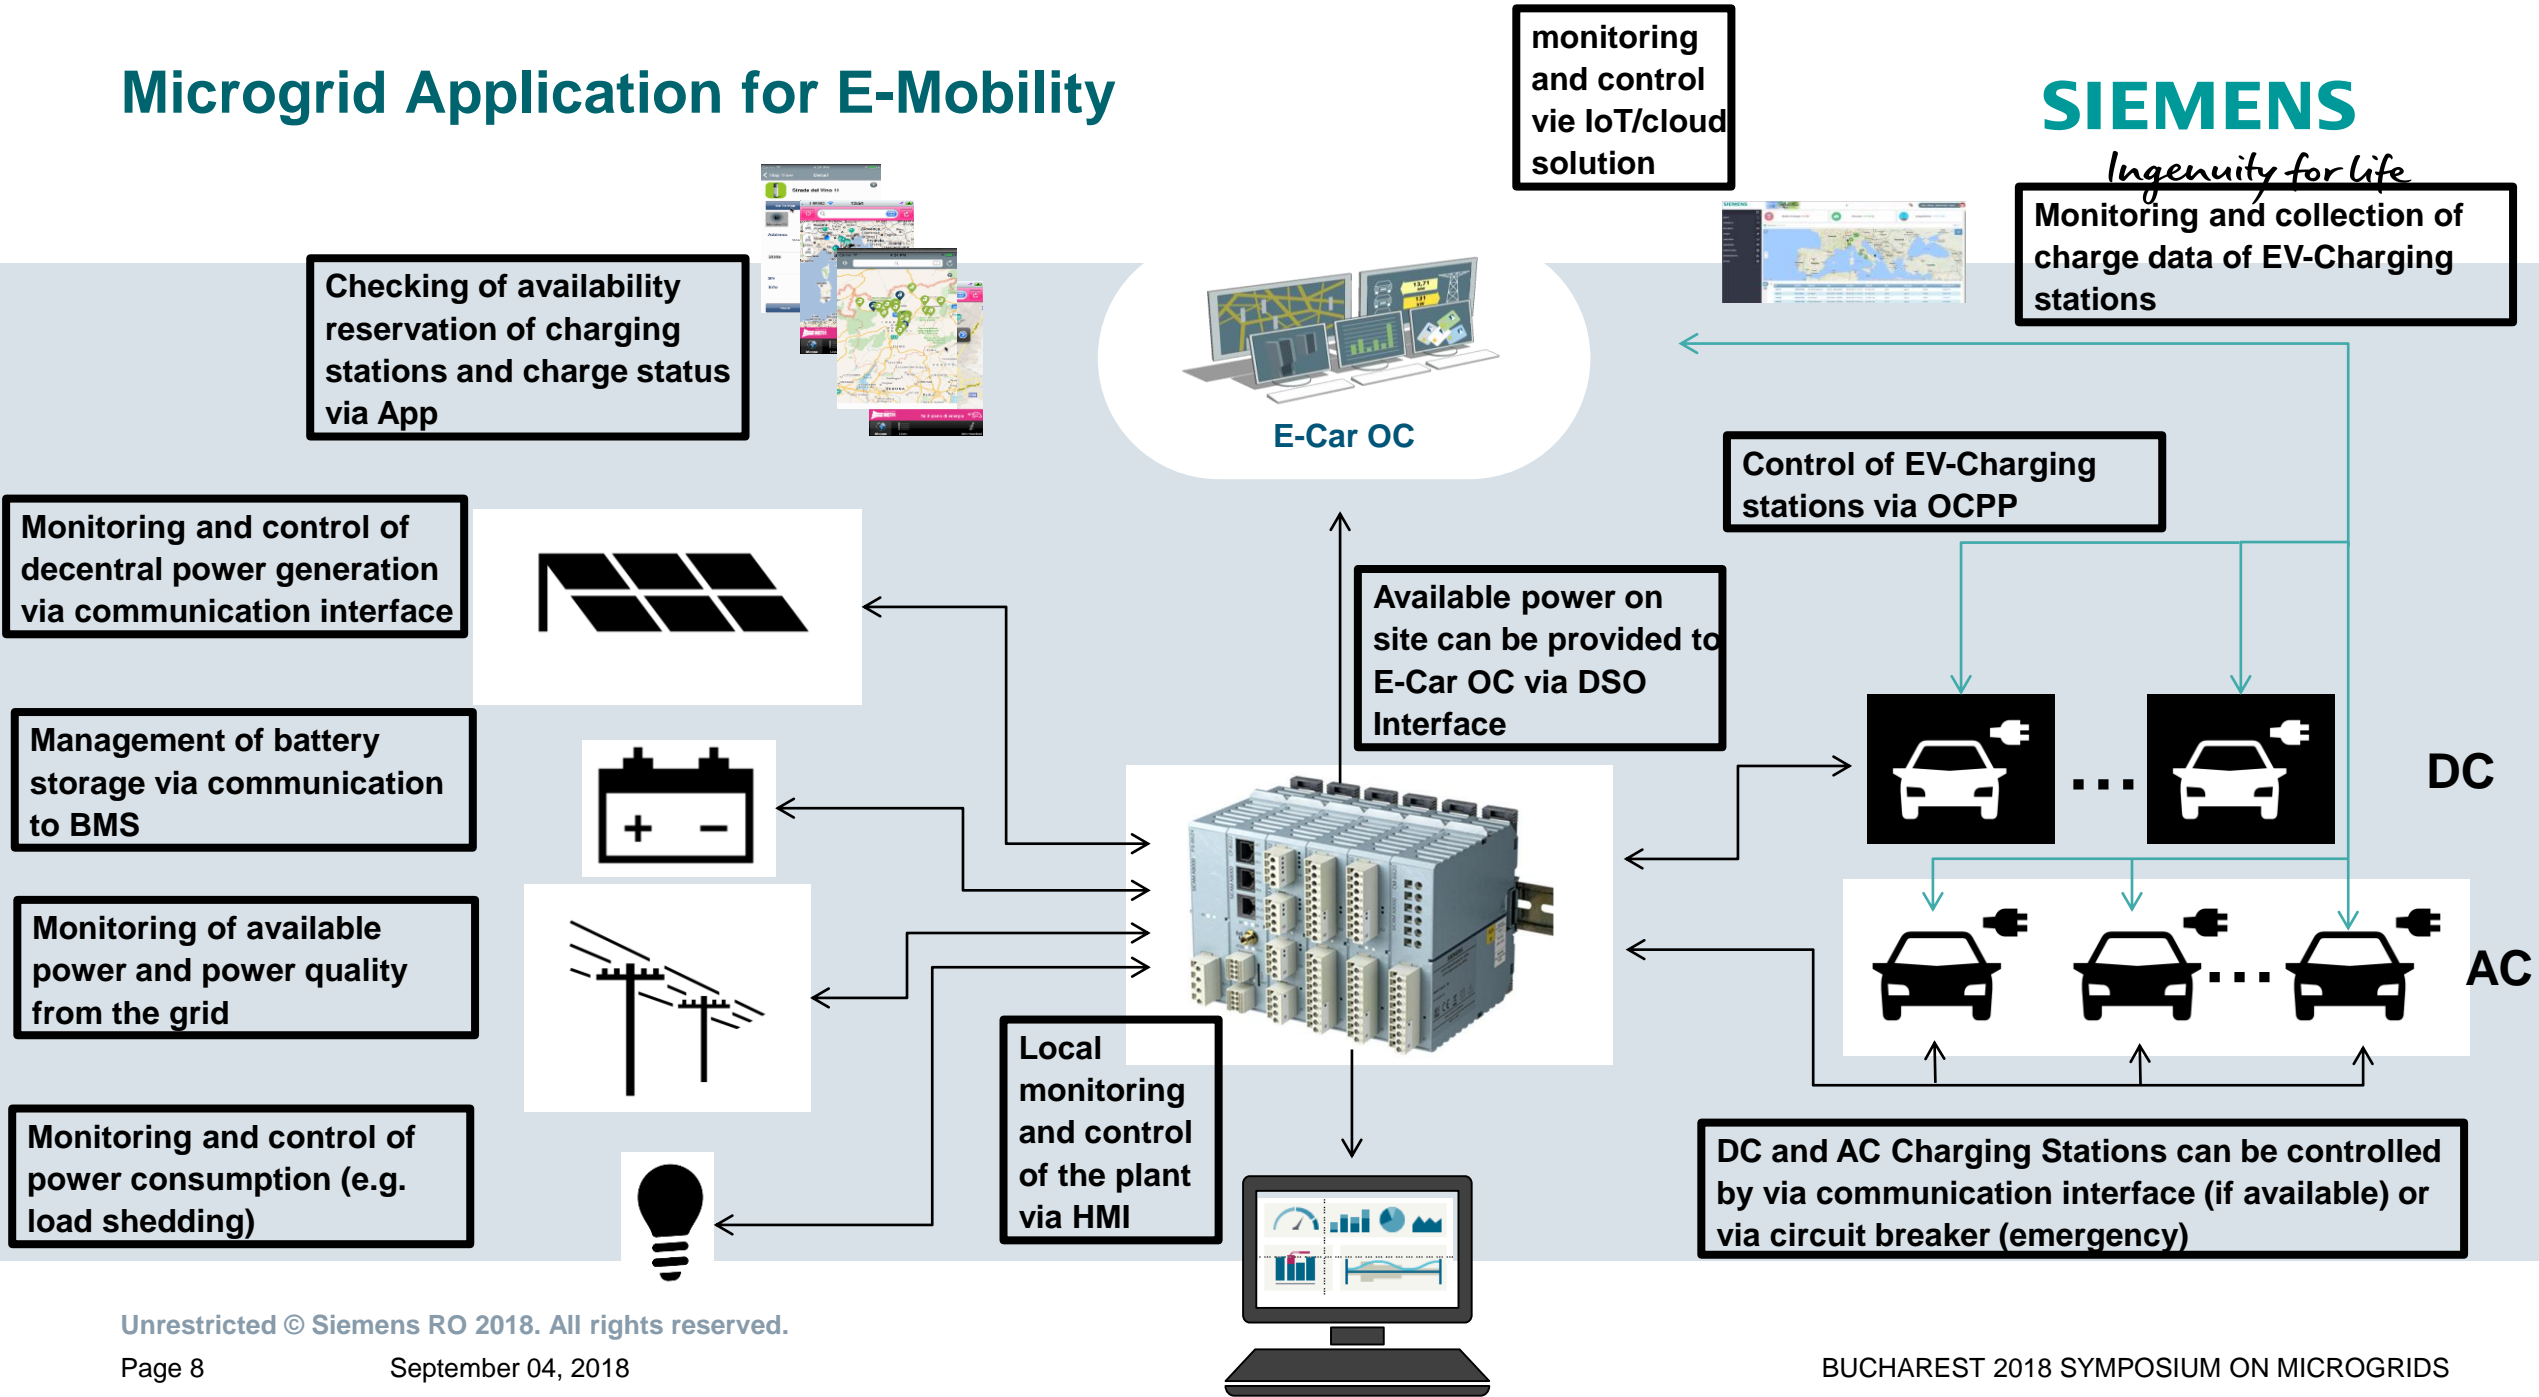 Microgrid Application for E-Mobility
monitoring
and control
vie IoT/cloud
solution
SIEMENS
Ingenuity for life
Monitoring and collection of
charge data of EV-Charging
stations
Checking of availability
reservation of charging
stations and charge status
via App
E-Car OC
Control of EV-Charging
stations via OCPP
Monitoring and control of
decentral power generation
via communication interface
Available power on
site can be provided to
E-Car OC via DSO
Interface
Management of battery
storage via communication
to BMS
DC
Monitoring of available
power and power quality
from the grid
AC
Local
monitoring
and control
of the plant
via HMI
Monitoring and control of
power consumption (e.g.
load shedding)
DC and AC Charging Stations can be controlled
by via communication interface (if available) or
via circuit breaker (emergency)
Unrestricted © Siemens RO 2018. All rights reserved.
Page 8
September 04, 2018
BUCHAREST 2018 SYMPOSIUM ON MICROGRIDS